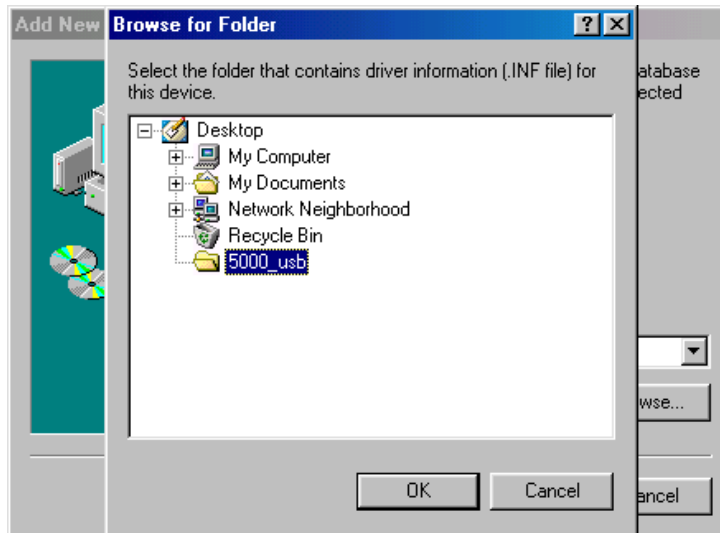 Add New
Browse for Folder
Select the folder that contains driver information (.INF file) for
this device.
atabase
ected
Desktop
My Computer
My Documents
Network Neighborhood
Recycle Bin
5000_usb
wse...
OK
Cancel
ancel